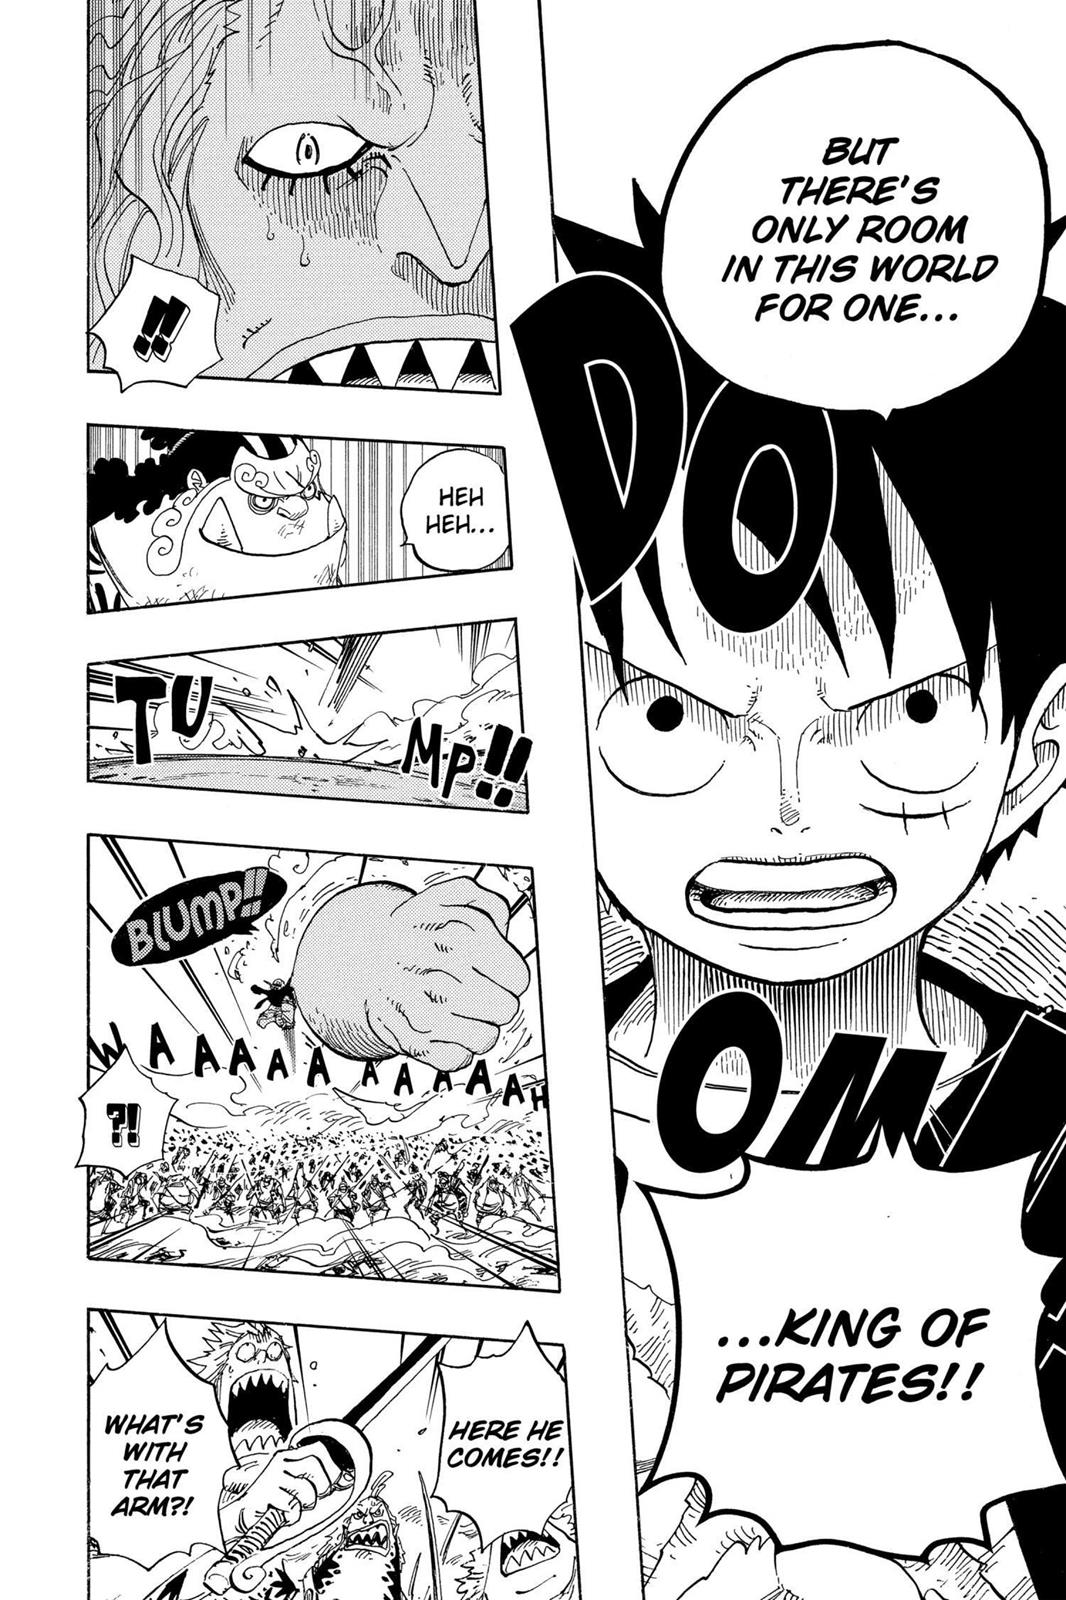 BUT
THERE'S
ONLY ROOM
IN THIS WORLD
FOR ONE...
DO
OM
...KING OF
PIRATES!!
!!
HEH
HEH...
TU
MP!!
BLUMP!!
WAAAAAAAAAAAH
?!
HERE HE
COMES!!
WHAT'S
WITH
THAT
ARM?!